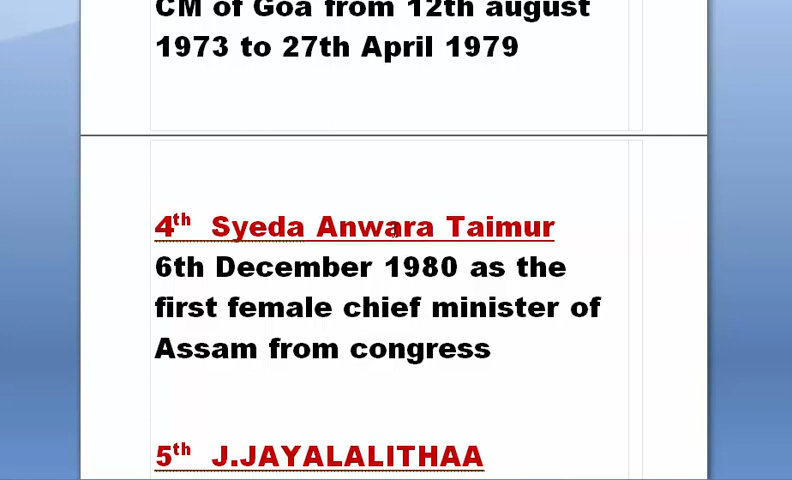 CM of Goa from 12th august
1973 to 27th April 1979
4th Syeda Anwara Taimur
6th December 1980 as the
first female chief minister of
Assam from congress
5th J.JAYALALITHAA